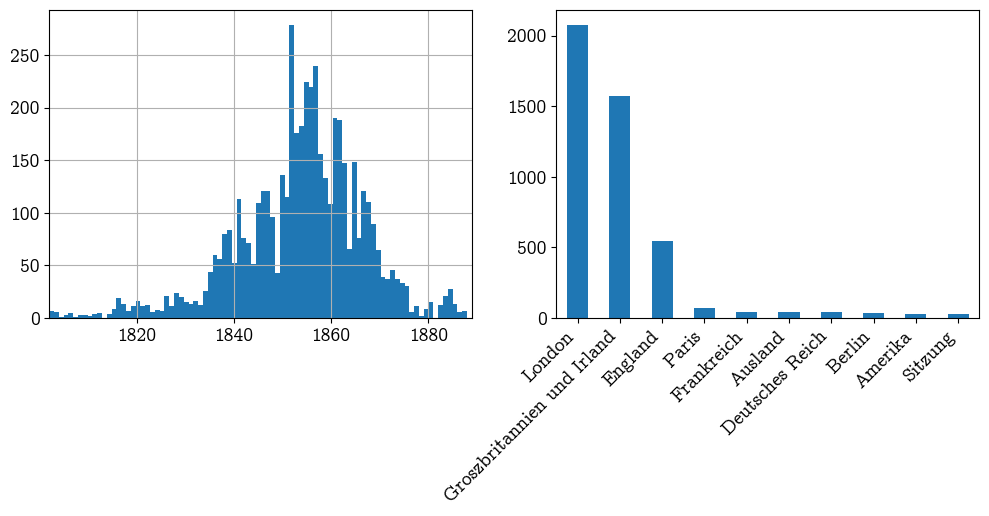 250
200
150
100
50
0
1820
1840
1860
1880
2000
1500
1000
500
0
London
Groszbritannien und Irland
England
Paris
Frankreich
Ausland
Deutsches Reich
Berlin
Amerika
Sitzung